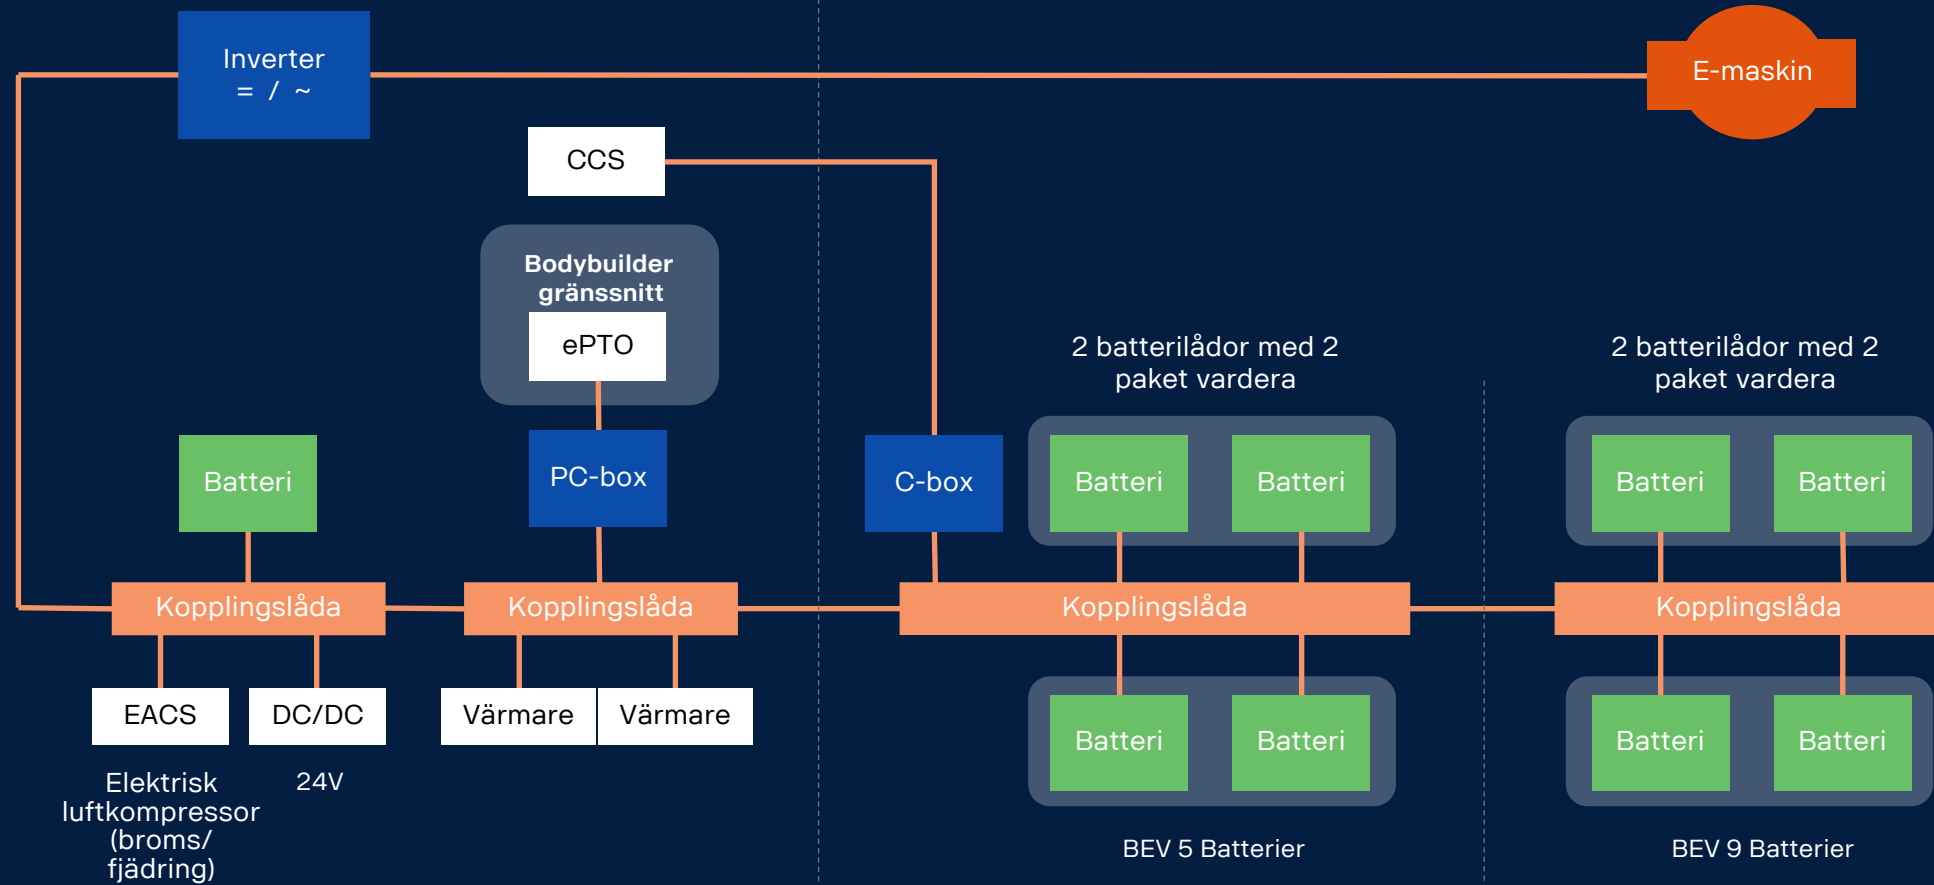 Inverter
= / ~
E-maskin
CCS
Bodybuilder
gränssnitt
ePTO
2 batterilådor med 2
paket vardera
2 batterilådor med 2
paket vardera
Batteri
PC-box
C-box
Batteri
Batteri
Batteri
Batteri
Kopplingslåda
Kopplingslåda
Kopplingslåda
Kopplingslåda
EACS
DC/DC
Värmare
Värmare
Batteri
Batteri
Batteri
Batteri
Elektrisk
luftkompressor
(broms/
fjädring)
24V
BEV 5 Batterier
BEV 9 Batterier